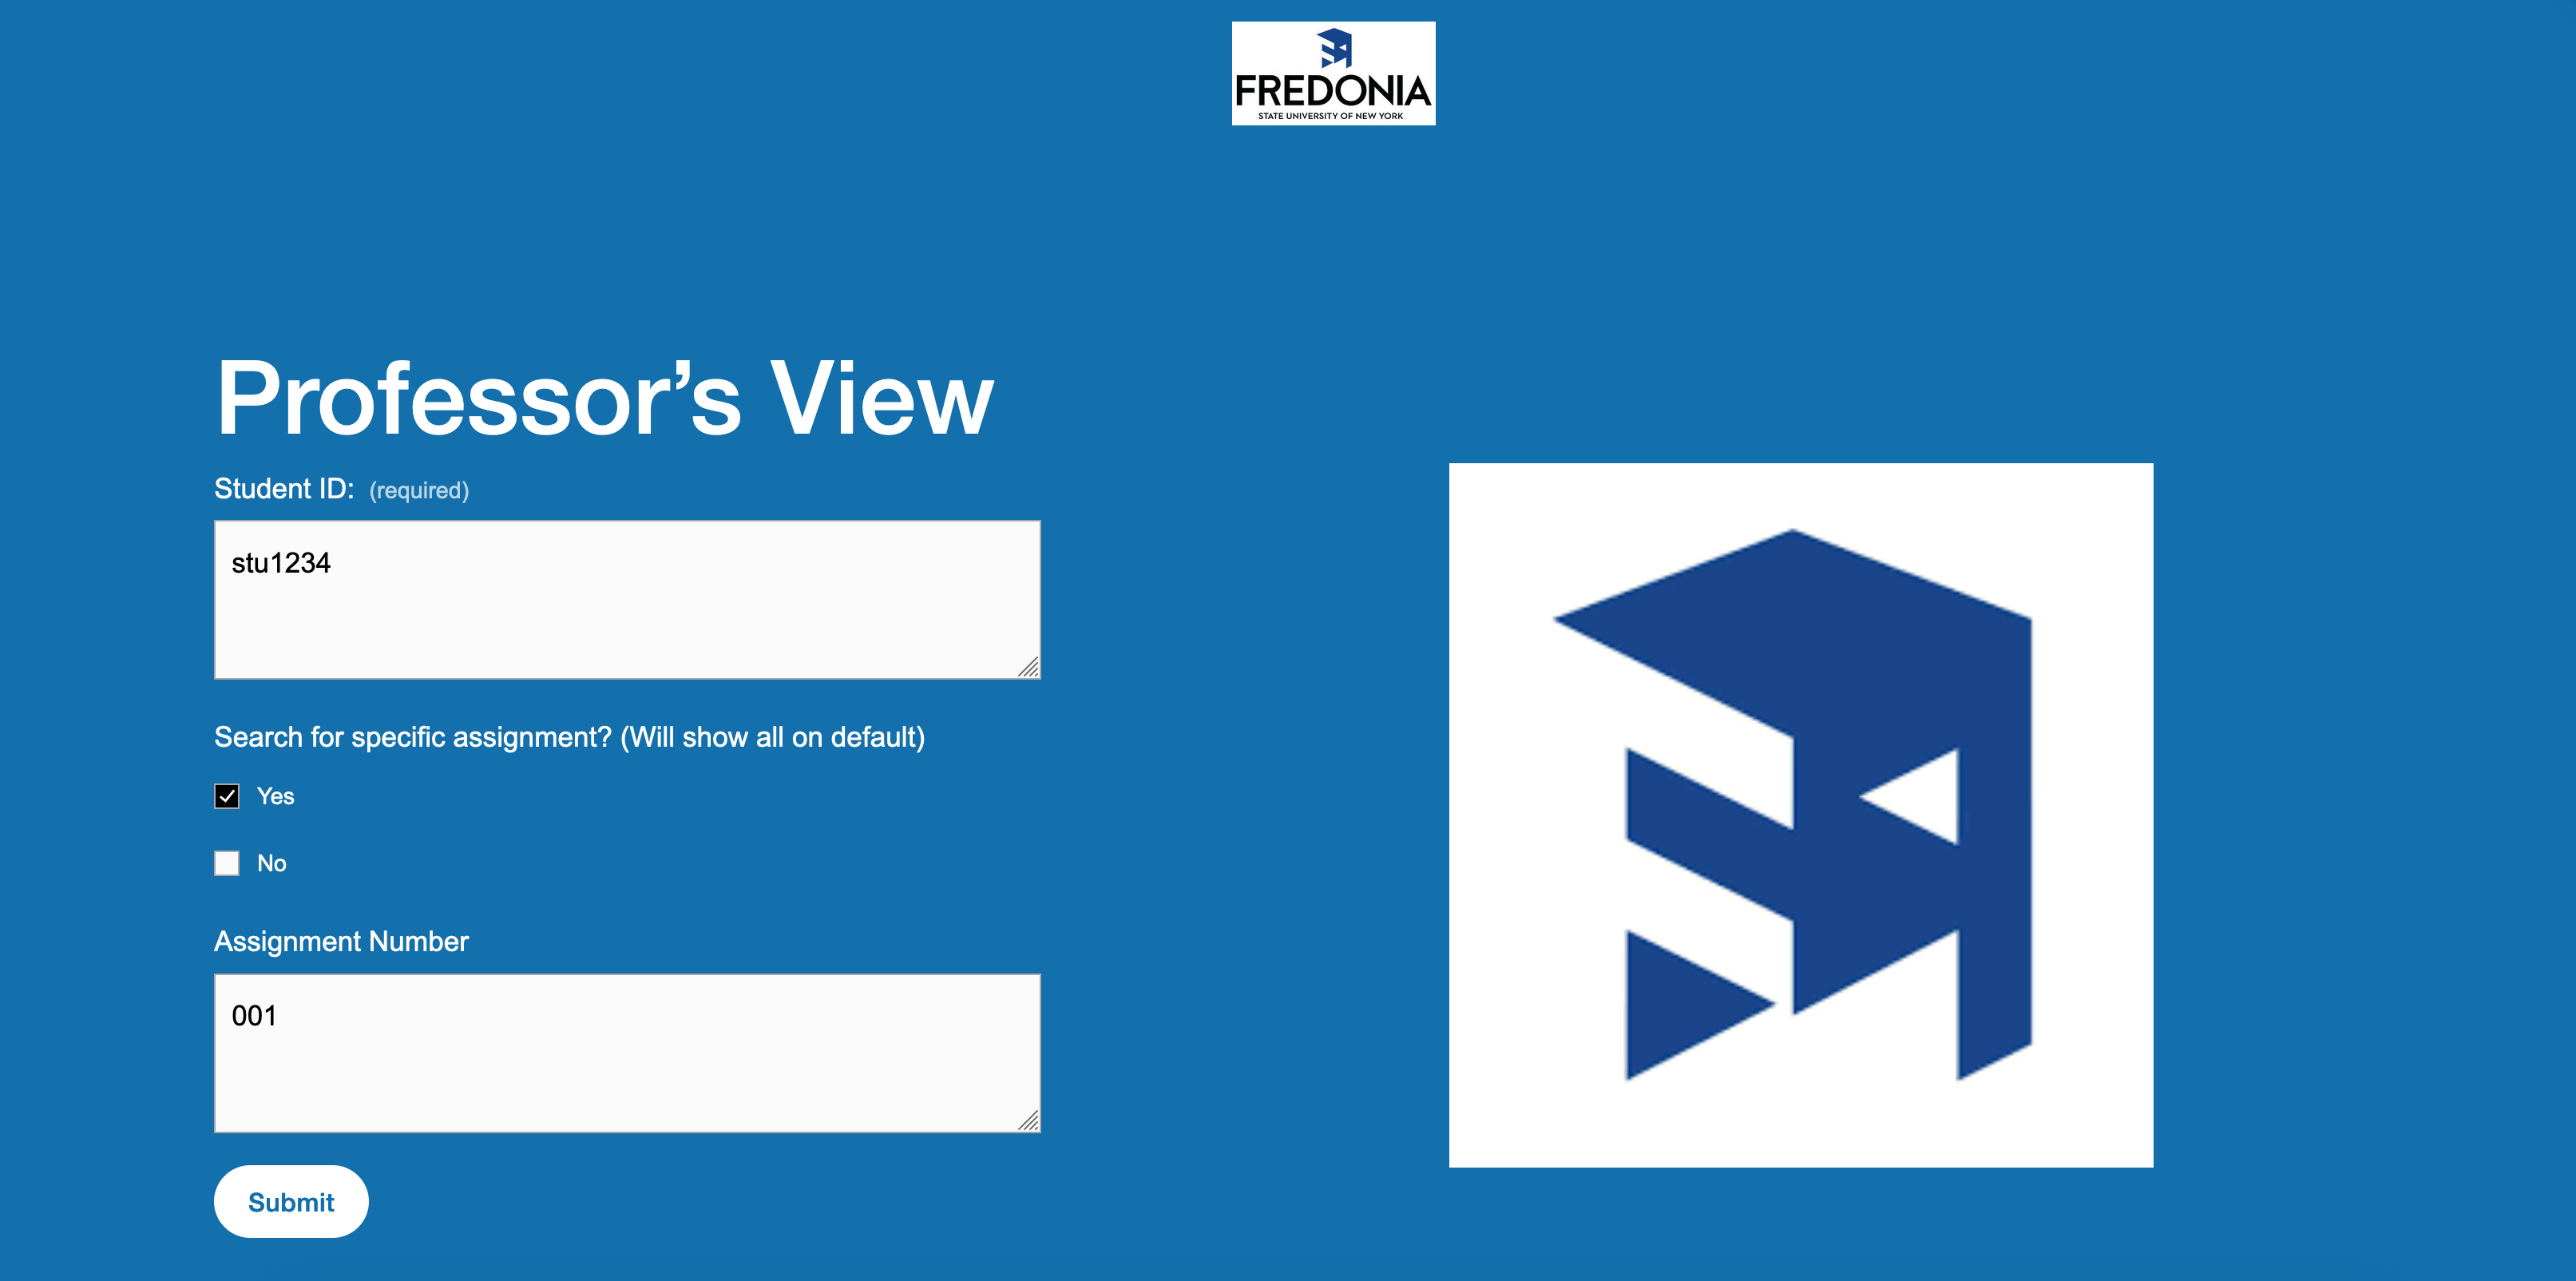 FREDONIA
STATE UNIVERSITY OF NEW YORK
Professor’s View
Student ID: (required)
stu1234
Search for specific assignment? (Will show all on default)
Yes
No
Assignment Number
001
Submit